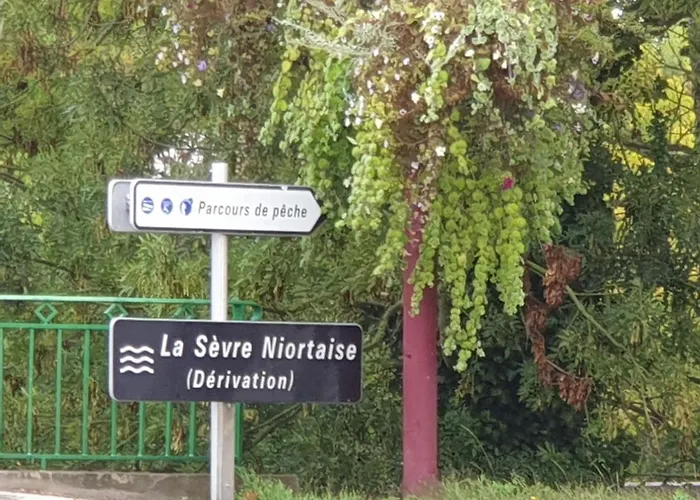 Parcours de pêche
La Sèvre Niortaise
(Dérivation)